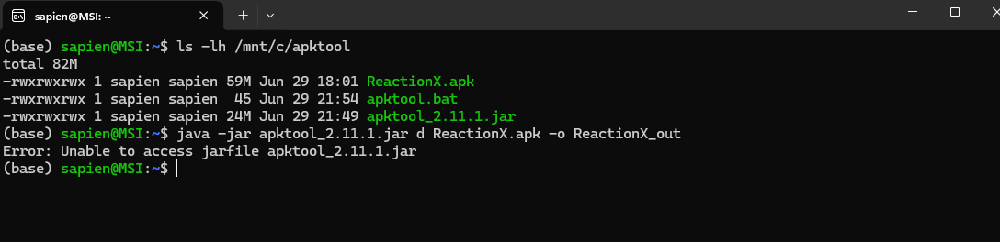 sapien@MSI: ~
(base) sapien@MSI:~$ ls -lh /mnt/c/apktool
total 82M
-rwxrwxrwx 1 sapien sapien 59M Jun 29 18:01 ReactionX.apk
-rwxrwxrwx 1 sapien sapien  45 Jun 29 21:54 apktool.bat
-rwxrwxrwx 1 sapien sapien 24M Jun 29 21:49 apktool_2.11.1.jar
(base) sapien@MSI:~$ java -jar apktool_2.11.1.jar d ReactionX.apk -o ReactionX_out
Error: Unable to access jarfile apktool_2.11.1.jar
(base) sapien@MSI:~$